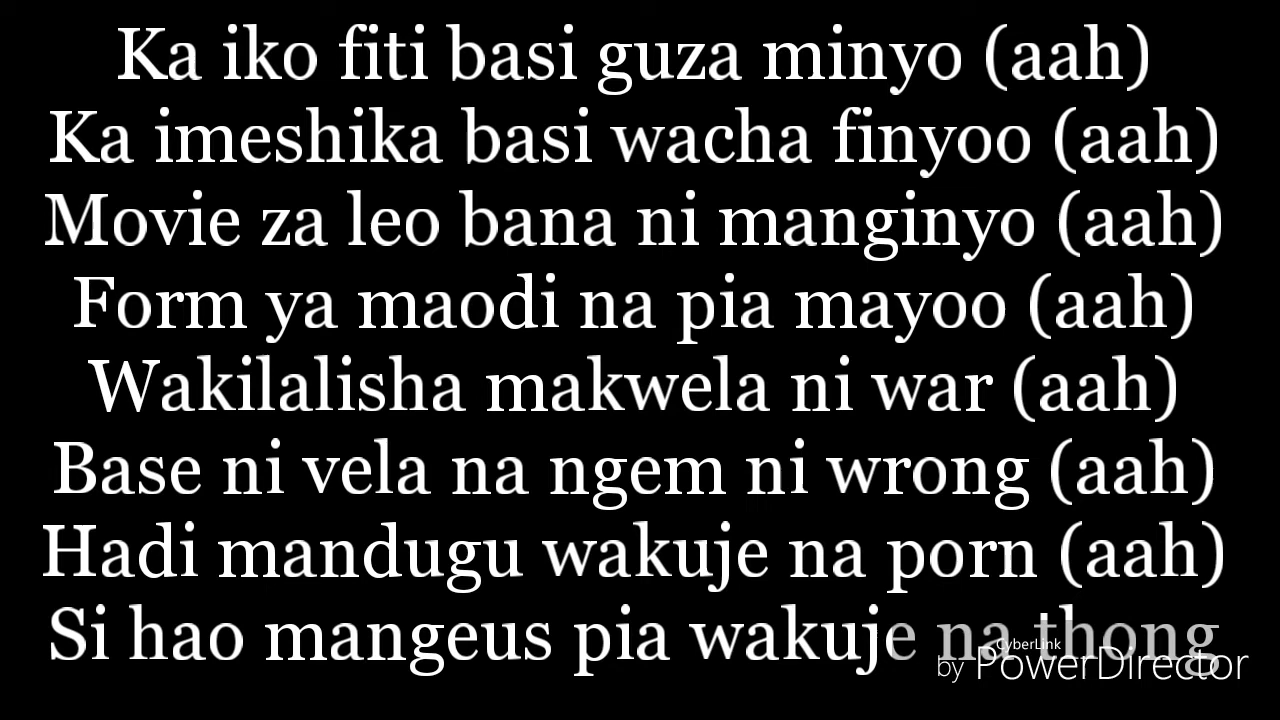 Ka iko fiti basi guza minyo (aah)
Ka imeshika basi wacha finyoo (aah)
Movie za leo bana ni manginyo (aah)
Form ya maodi na pia mayoo (aah)
Wakilalisha makwela ni war (aah)
Base ni vela na ngem ni wrong (aah)
Hadi mandugu wakuje na porn (aah)
Si hao mangeus pia wakuje na thong
CyberLink
by PowerDirector